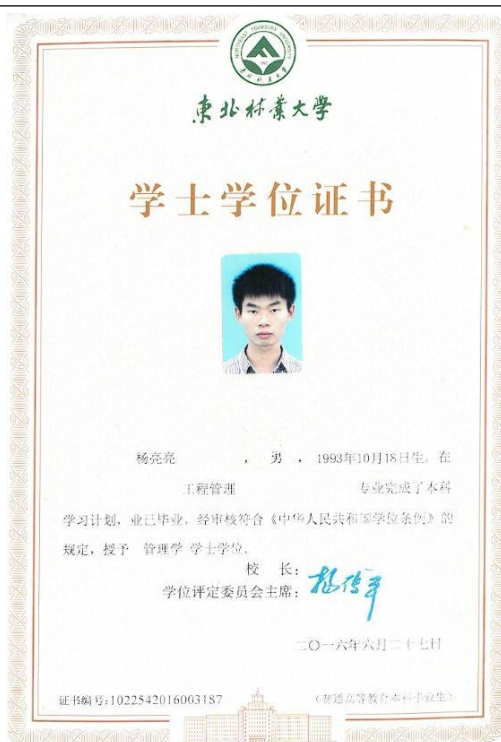 東北林業大學
学士学位证书
杨亮亮 , 男 , 1993年10月18日生, 在
工程管理 专业完成了本科
学习计划, 业已毕业, 经审核符合《中华人民共和国学位条例》的
规定, 授予 管理学 学士学位。
校 长:
学位评定委员会主席:
二〇一六年六月二十七日
证书编号:1022542016003187
(普通高等教育本科毕业生)